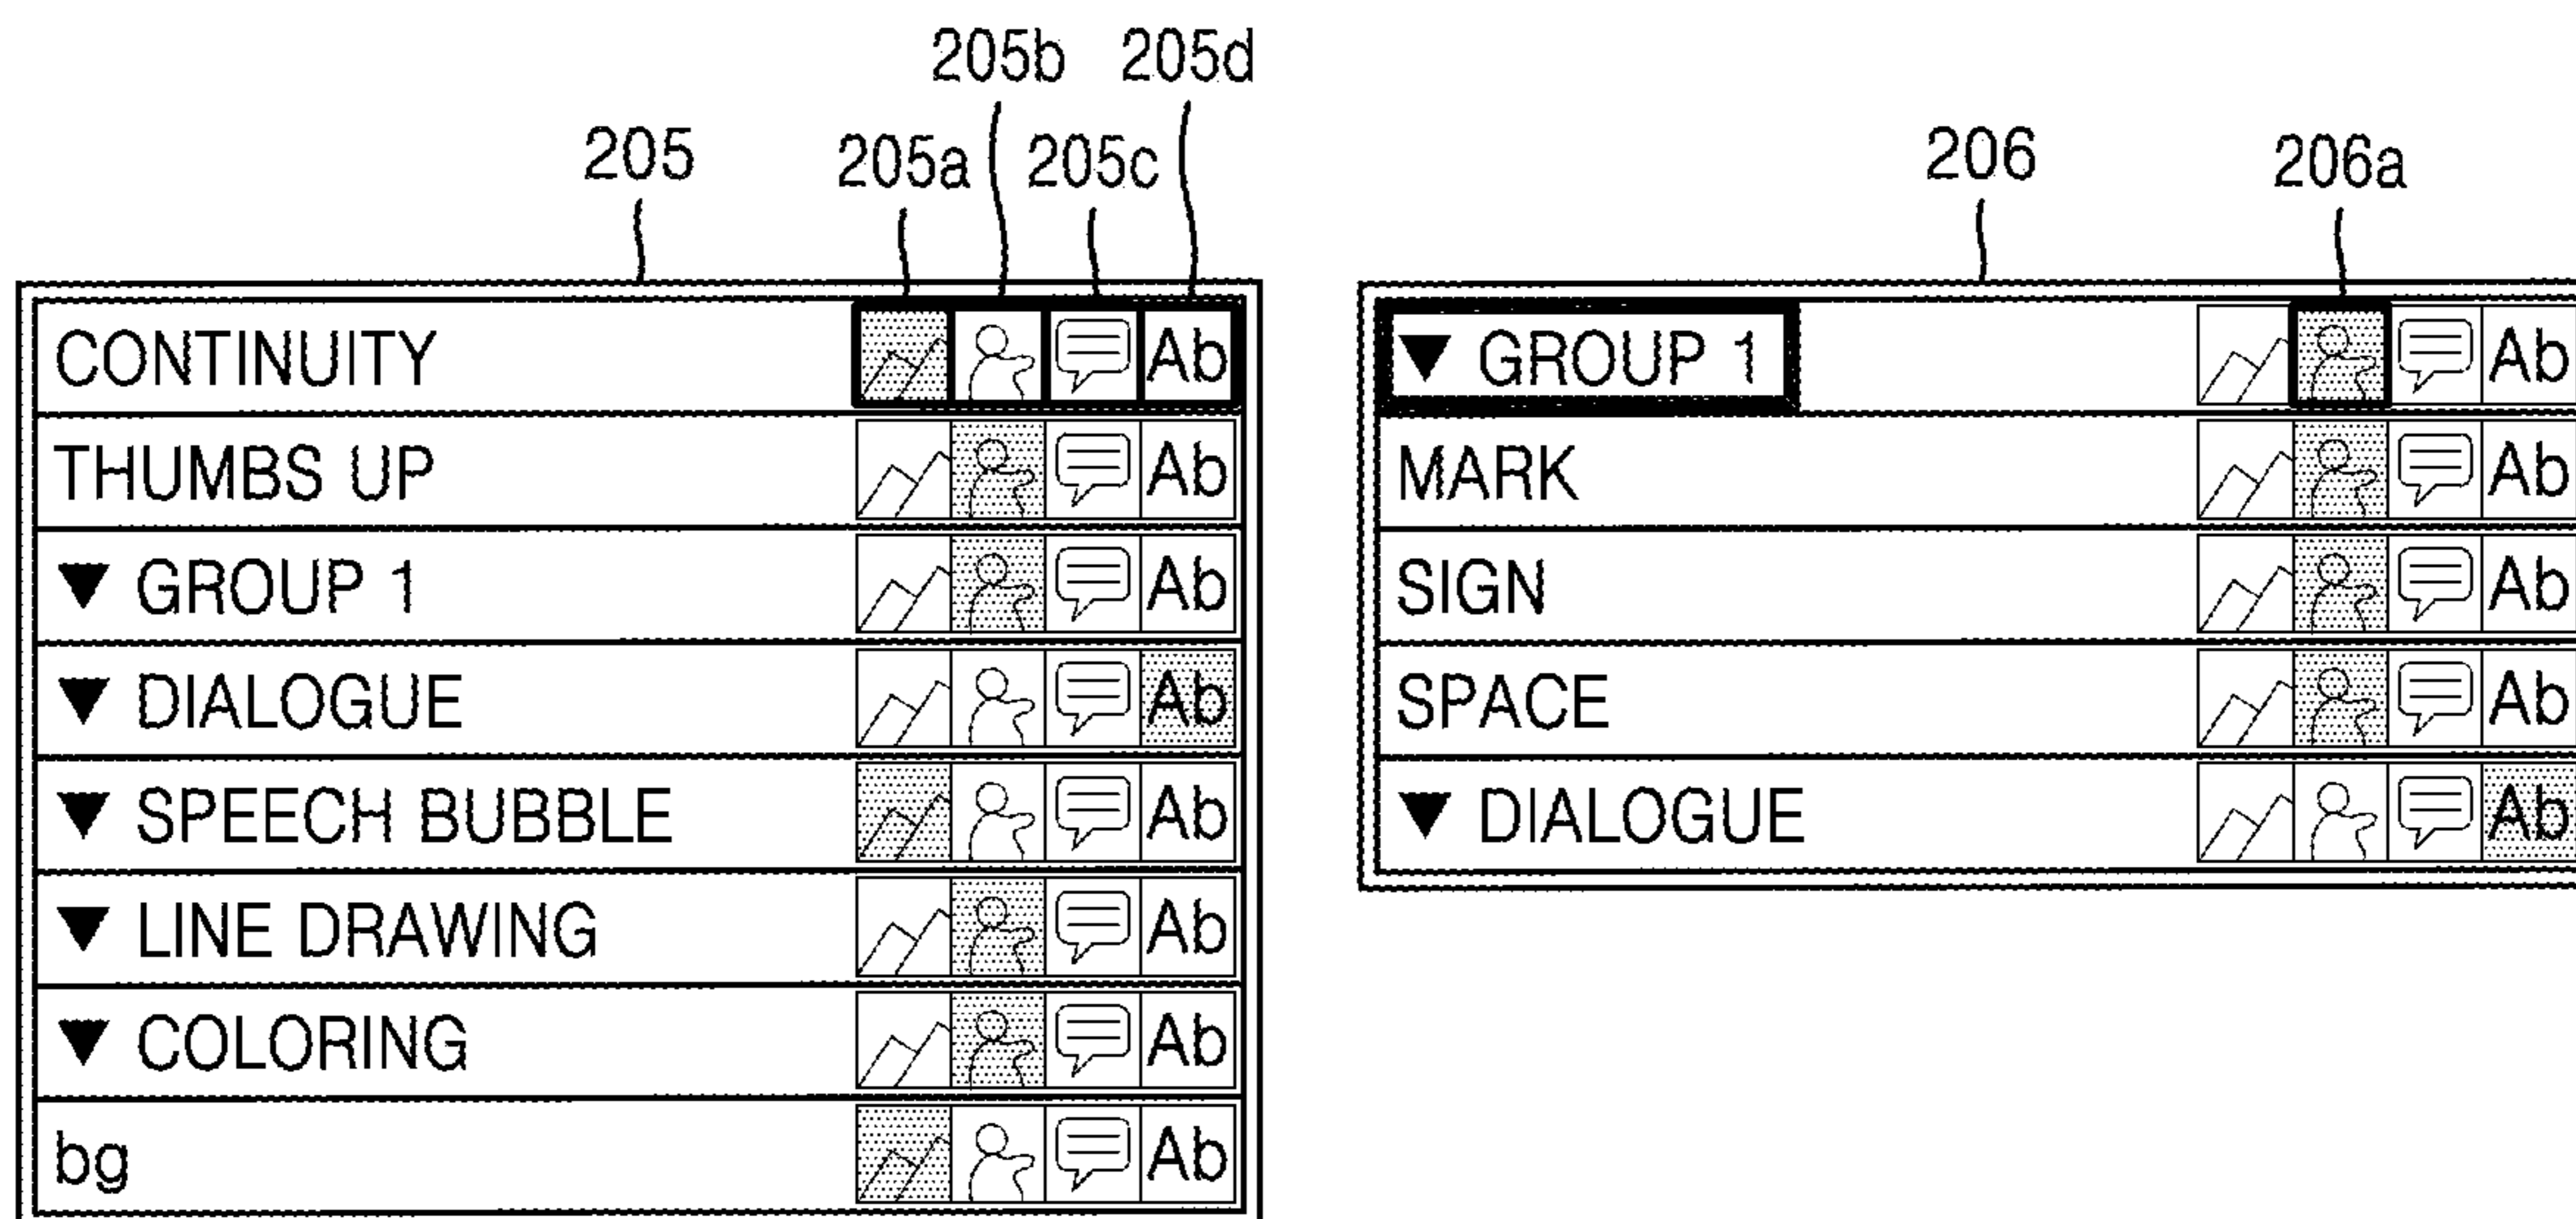 205b 205d
205 205a 205c
CONTINUITY Ab
THUMBS UP Ab
▼ GROUP 1 Ab
▼ DIALOGUE Ab
▼ SPEECH BUBBLE Ab
▼ LINE DRAWING Ab
▼ COLORING Ab
bg Ab
206 206a
▼ GROUP 1 Ab
MARK Ab
SIGN Ab
SPACE Ab
▼ DIALOGUE Ab